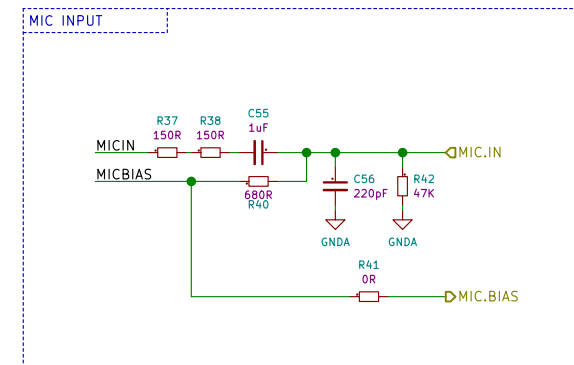 MIC INPUT
C55
1uF
R37
150R
R38
150R
MICIN
MIC.IN
MICBIAS
680R
R40
C56
220pF
R42
47K
GNDA
GNDA
R41
0R
MIC.BIAS